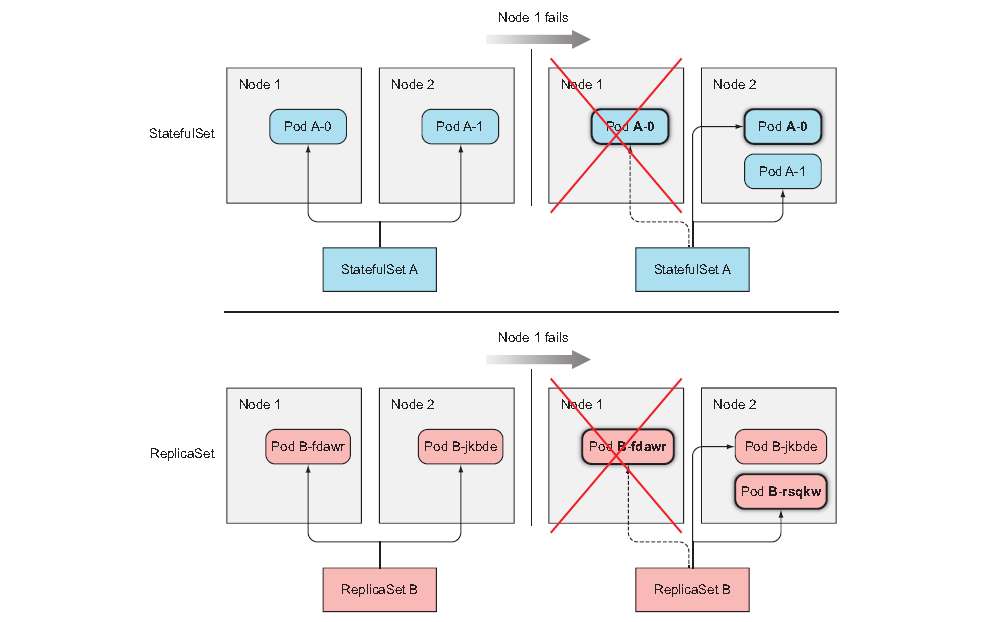 Node 1 fails
Node 1
Node 2
Node 1
Node 2
StatefulSet
Pod A-0
Pod A-1
Pod A-0
Pod A-0
Pod A-1
StatefulSet A
StatefulSet A
Node 1 fails
Node 1
Node 2
Node 1
Node 2
ReplicaSet
Pod B-fdawr
Pod B-jkbde
Pod B-fdawr
Pod B-jkbde
Pod B-rsqkw
ReplicaSet B
ReplicaSet B